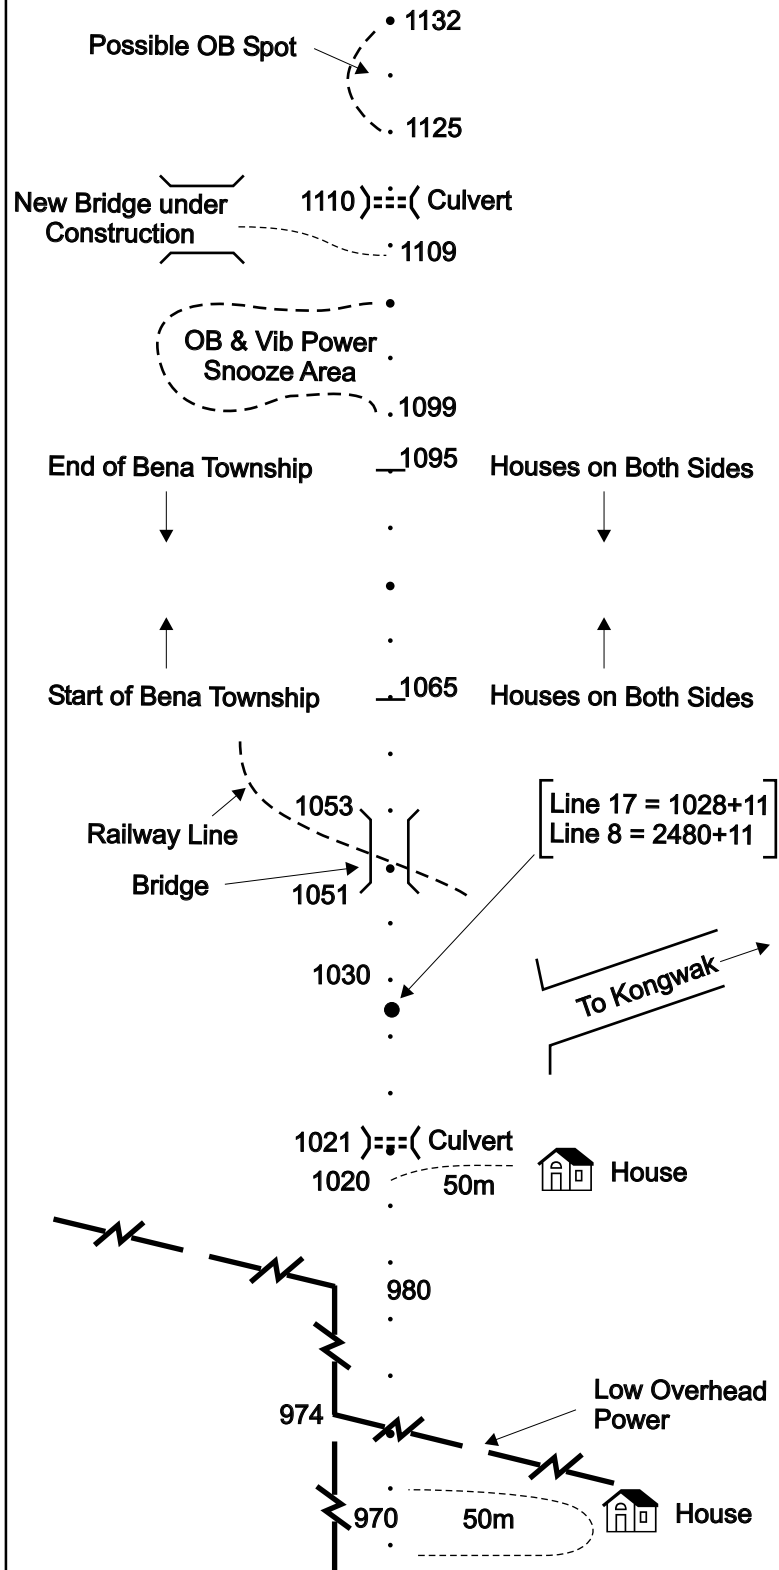 1132
Possible OB Spot
1125
1110
Culvert
New Bridge under
Construction
1109
OB & Vib Power
Snooze Area
1099
End of Bena Township
1095
Houses on Both Sides
Start of Bena Township
1065
Houses on Both Sides
1053
Line 17 = 1028+11
Line 8 = 2480+11
Railway Line
Bridge
1051
1030
To Kongwak
1021
Culvert
1020
50m
House
980
Low Overhead
Power
974
970
50m
House